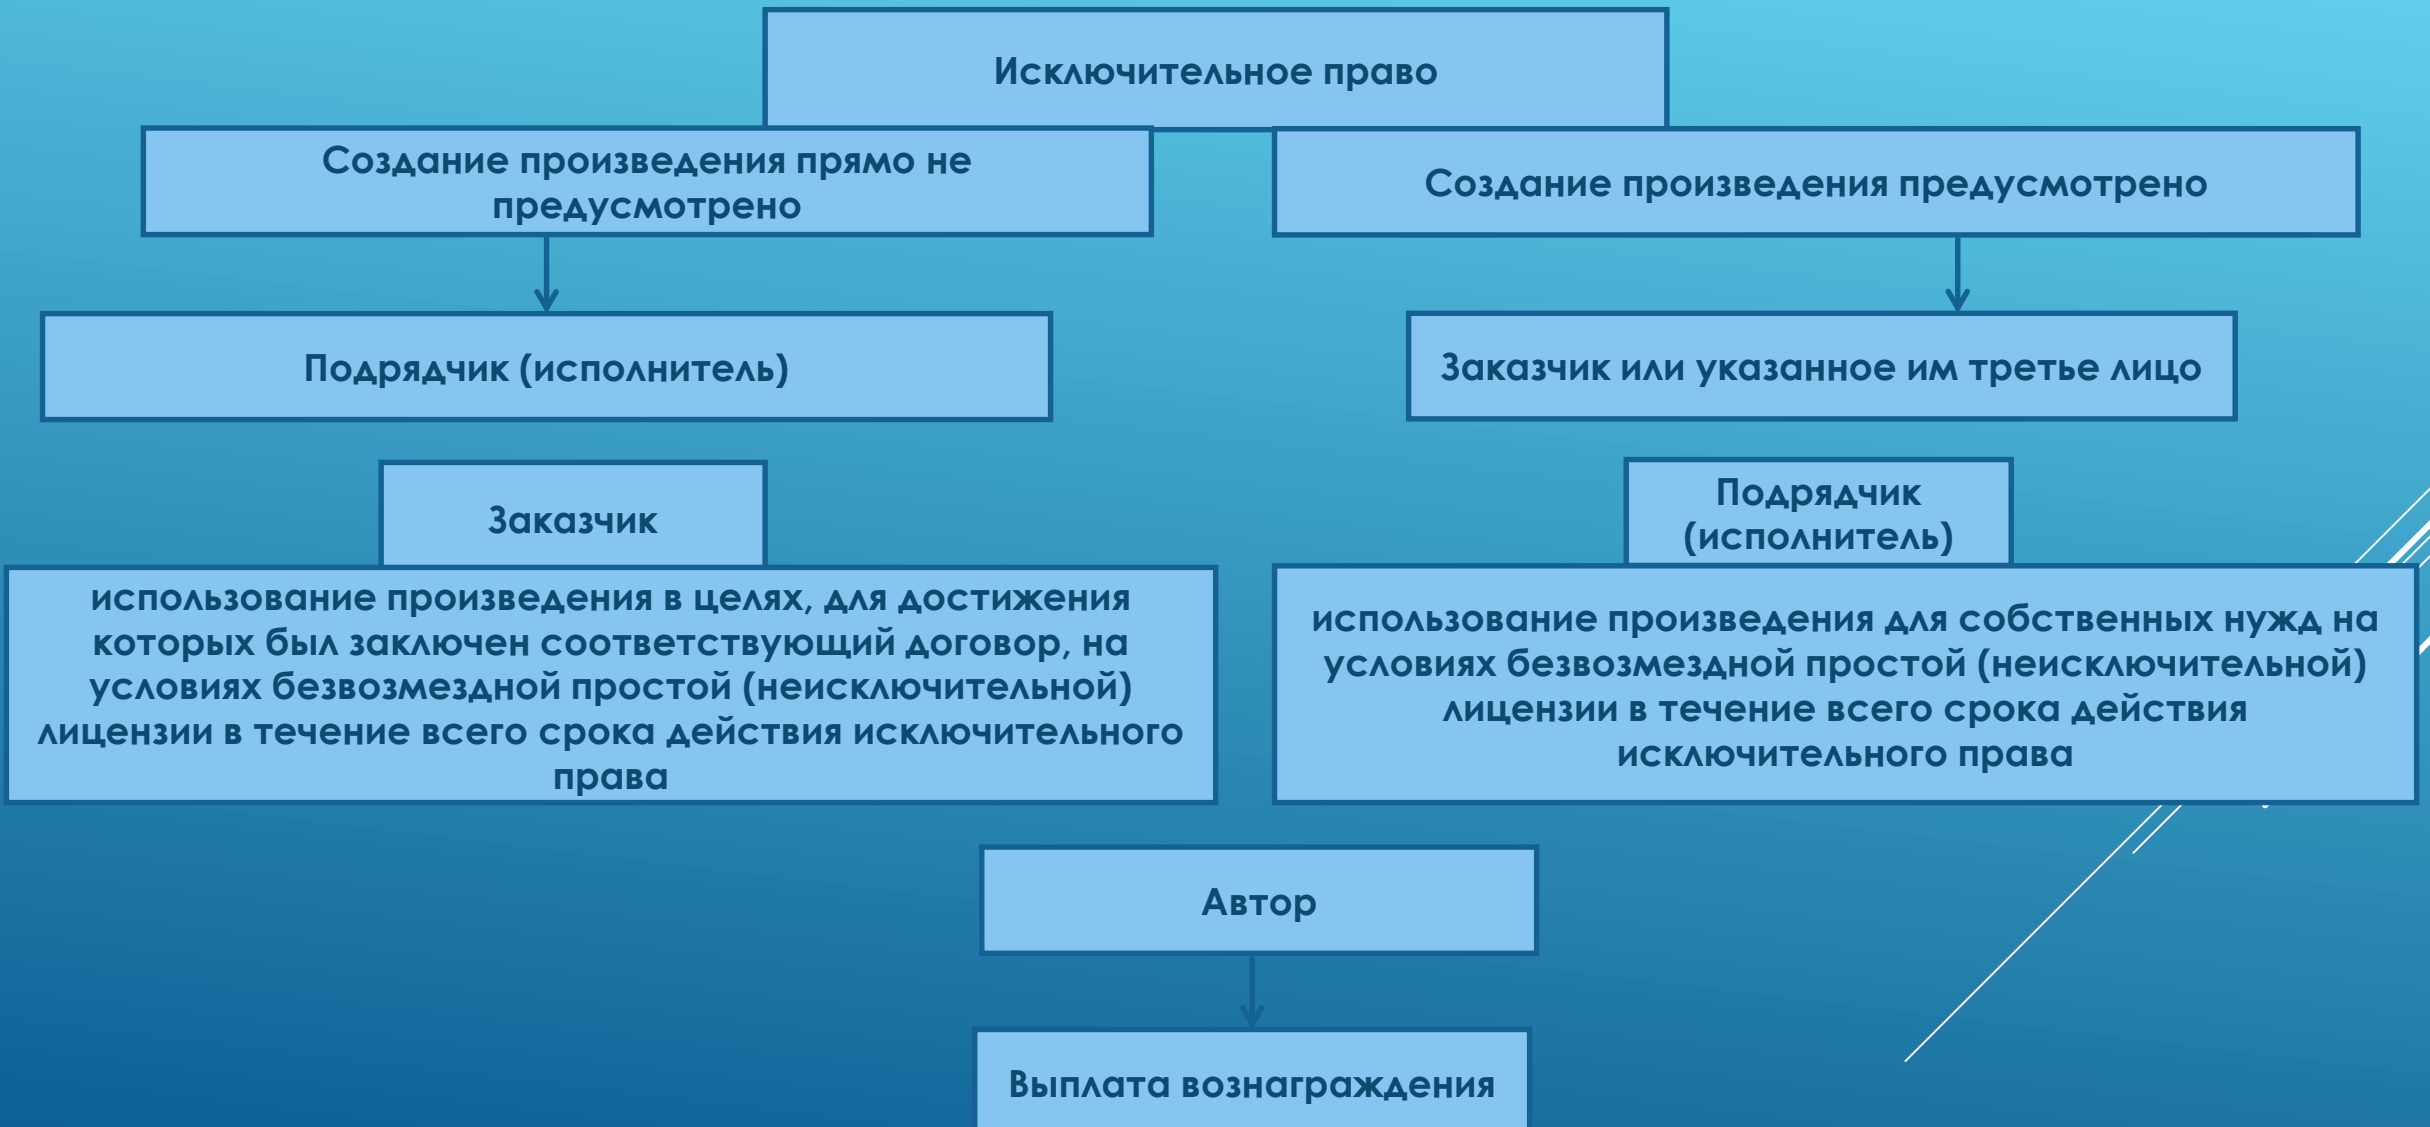 Исключительное право
Создание произведения прямо не
предусмотрено
Создание произведения предусмотрено
Подрядчик (исполнитель)
Заказчик или указанное им третье лицо
Заказчик
использование произведения в целях, для достижения
которых был заключен соответствующий договор, на
условиях безвозмездной простой (неисключительной)
лицензии в течение всего срока действия исключительного
права
Подрядчик
(исполнитель)
использование произведения для собственных нужд на
условиях безвозмездной простой (неисключительной)
лицензии в течение всего срока действия
исключительного права
Автор
Выплата вознаграждения